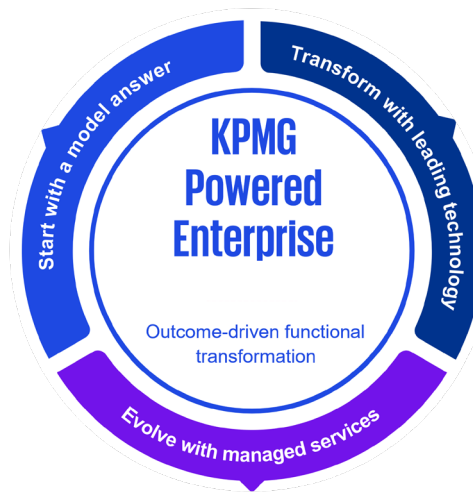 Start with a model answer
Transform with leading technology
KPMG
Powered
Enterprise
Outcome-driven functional
transformation
Evolve with managed services